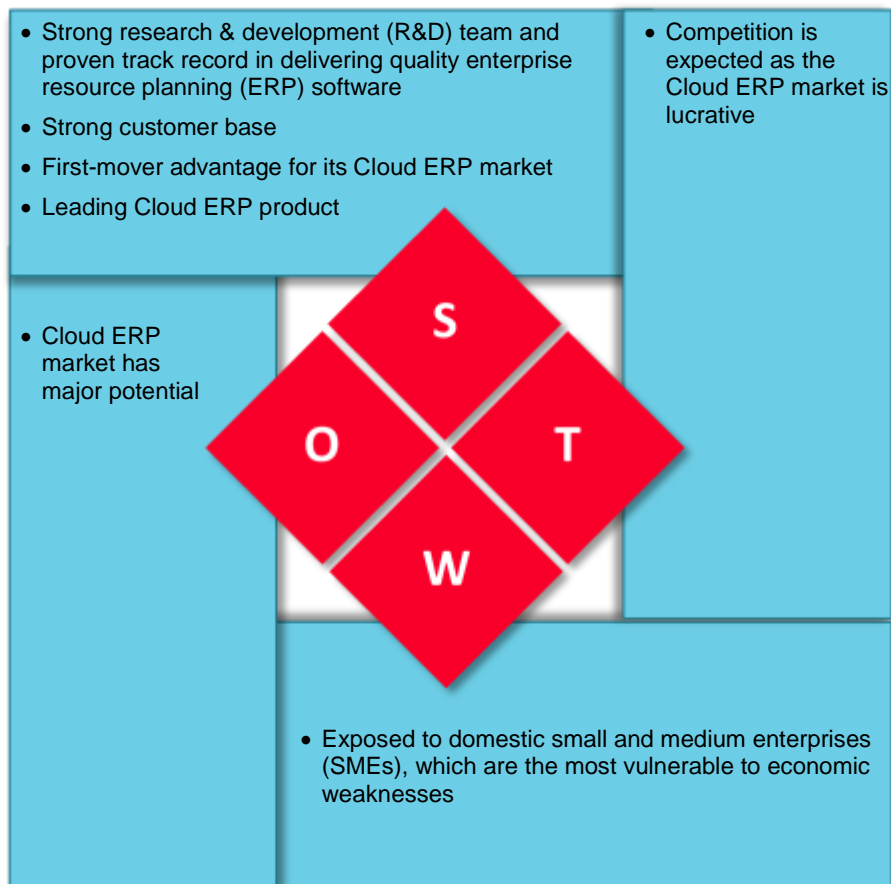 • Strong research & development (R&D) team and
proven track record in delivering quality enterprise
resource planning (ERP) software
• Strong customer base
• First-mover advantage for its Cloud ERP market
• Leading Cloud ERP product
• Competition is
expected as the
Cloud ERP market is
lucrative
• Cloud ERP
market has
major potential
S
O
T
W
• Exposed to domestic small and medium enterprises
(SMEs), which are the most vulnerable to economic
weaknesses